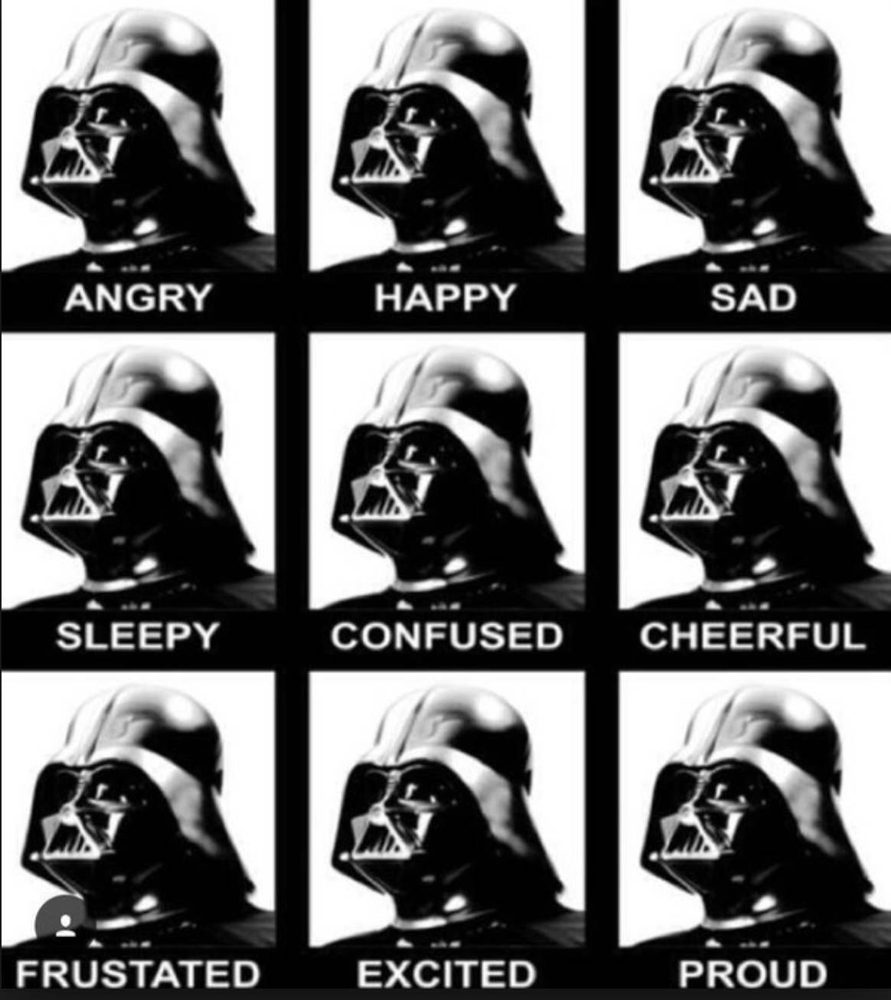 ANGRY HAPPY SAD
SLEEPY CONFUSED CHEERFUL
FRUSTATED EXCITED PROUD